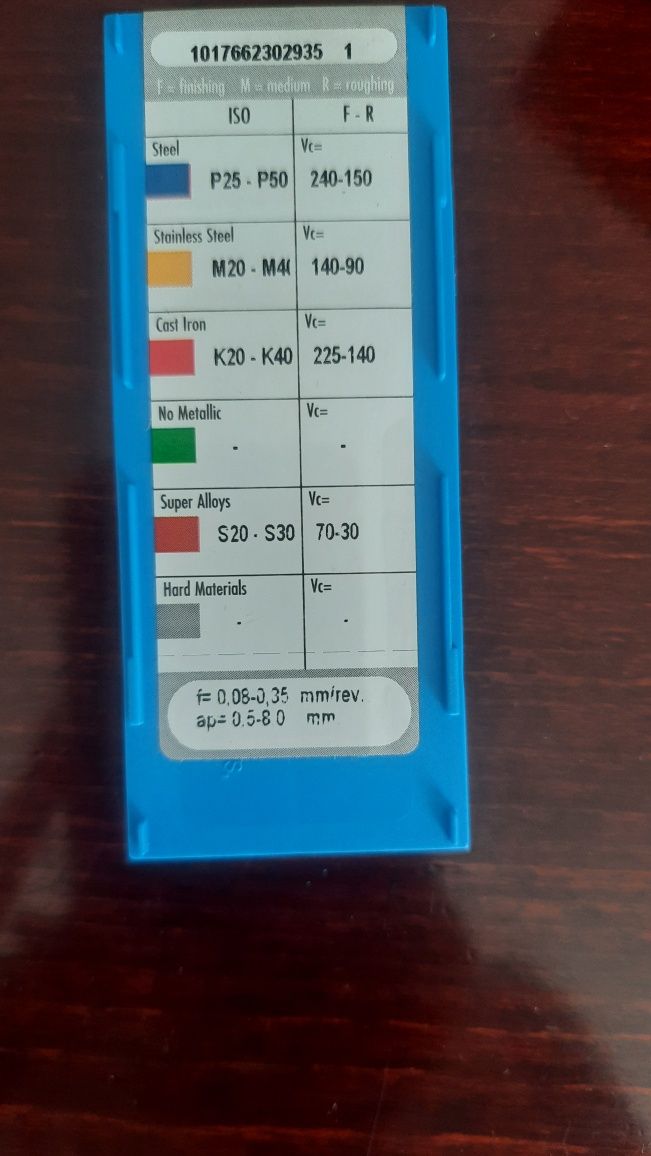 1017662302935 1
F = finishing M = medium R = roughing
ISO F - R
Steel Vc=
P25 - P50 240-150
Stainless Steel Vc=
M20 - M40 140-90
Cast Iron Vc=
K20 - K40 225-140
No Metallic Vc=
- -
Super Alloys Vc=
S20 - S30 70-30
Hard Materials Vc=
- -
f= 0,08-0,35 mm/rev.
ap= 0.5-8.0 mm